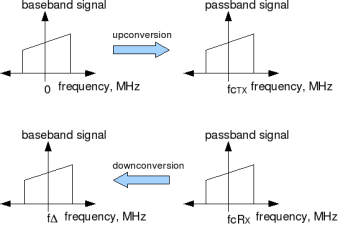 baseband signal
passband signal
upconversion
0 frequency, MHz
fcTX frequency, MHz
baseband signal
passband signal
downconversion
fΔ frequency, MHz
fcRX frequency, MHz